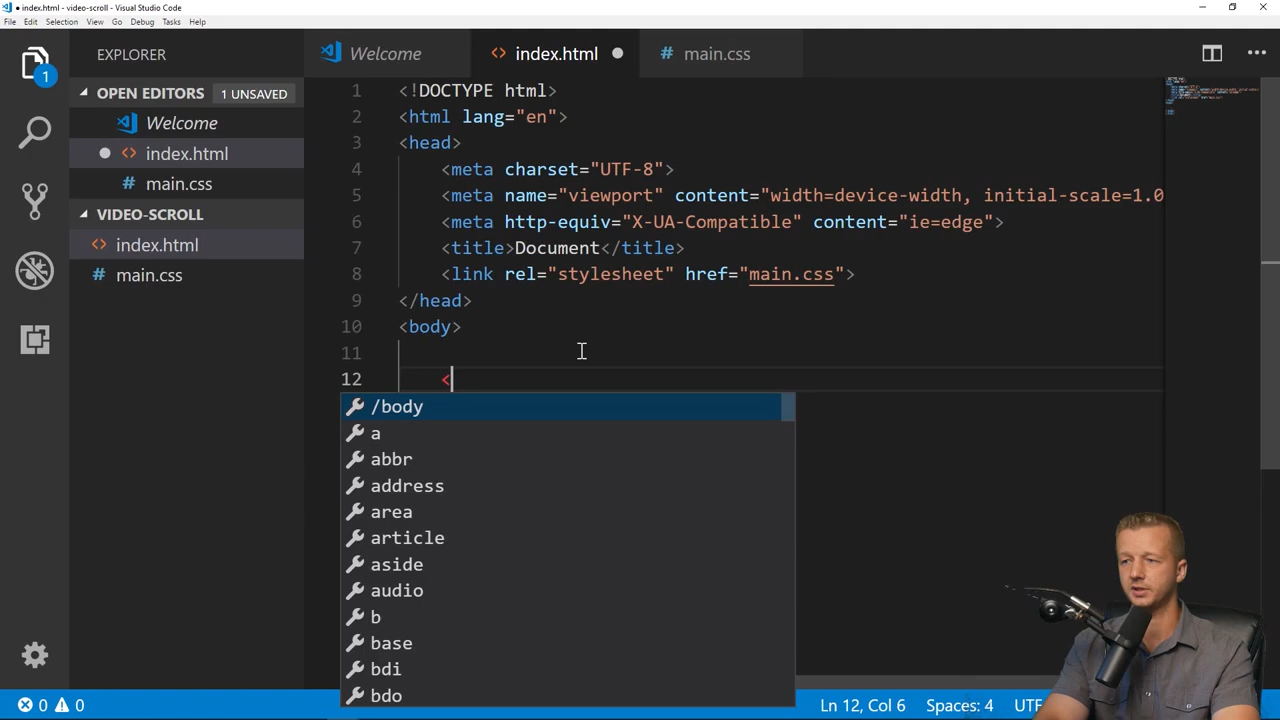 ● index.html - video-scroll - Visual Studio Code
File Edit Selection View Go Debug Tasks Help
EXPLORER
Welcome
index.html
# main.css
OPEN EDITORS 1 UNSAVED
Welcome
index.html
# main.css
VIDEO-SCROLL
index.html
# main.css
1
1 <!DOCTYPE html>
2 <html lang="en">
3 <head>
4 <meta charset="UTF-8">
5 <meta name="viewport" content="width=device-width, initial-scale=1.0
6 <meta http-equiv="X-UA-Compatible" content="ie=edge">
7 <title>Document</title>
8 <link rel="stylesheet" href="main.css">
9 </head>
10 <body>
11
12 <
/body
a
abbr
address
area
article
aside
audio
b
base
bdi
bdo
0 0
Ln 12, Col 6 Spaces: 4 UTF